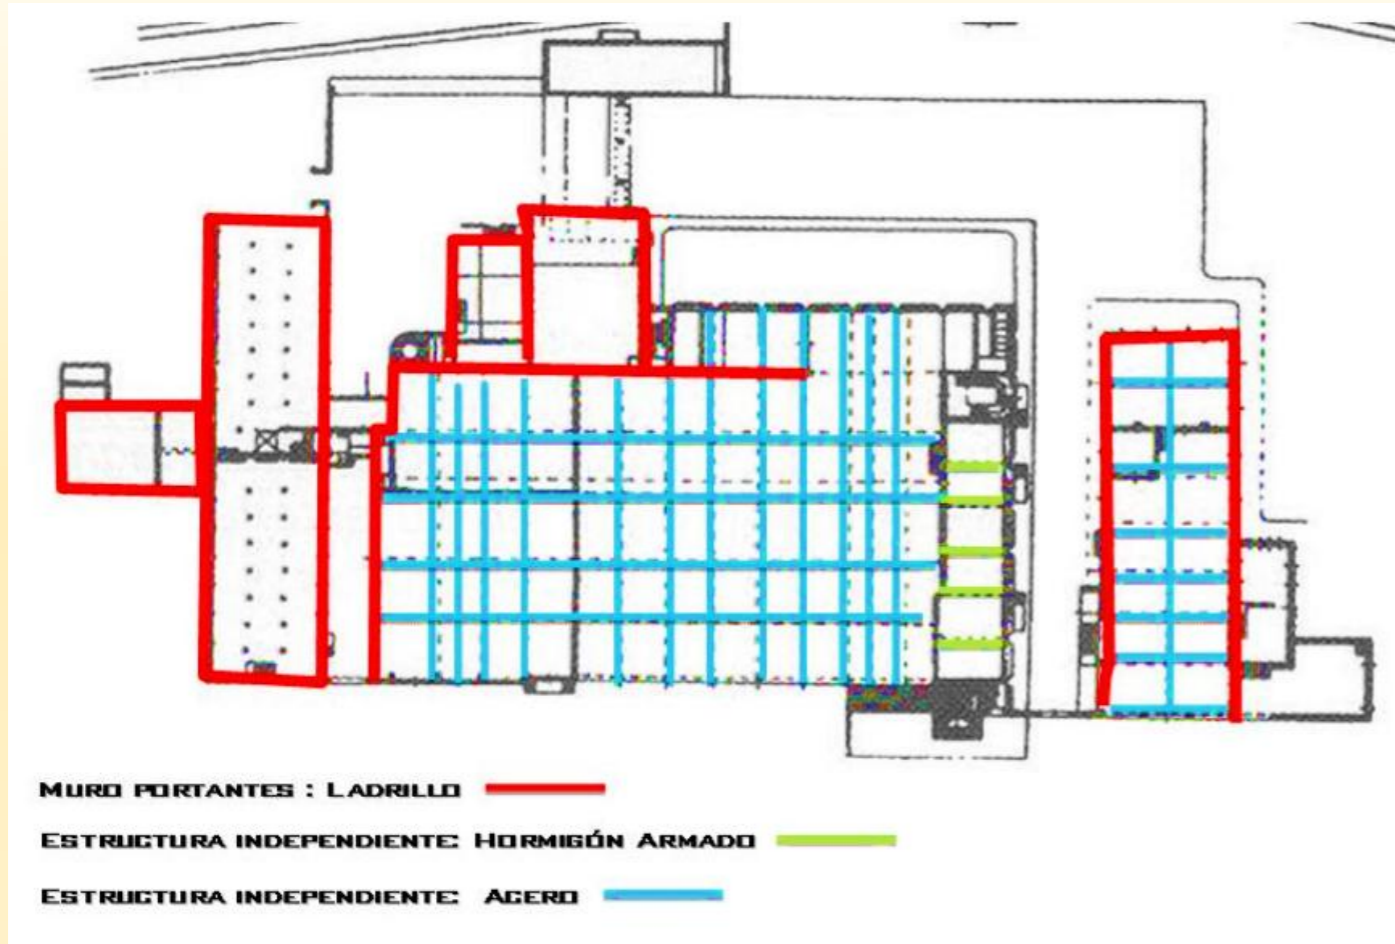 MURO PORTANTES : LADRILLO
ESTRUCTURA INDEPENDIENTE: HORMIGÓN ARMADO
ESTRUCTURA INDEPENDIENTE: ACERO